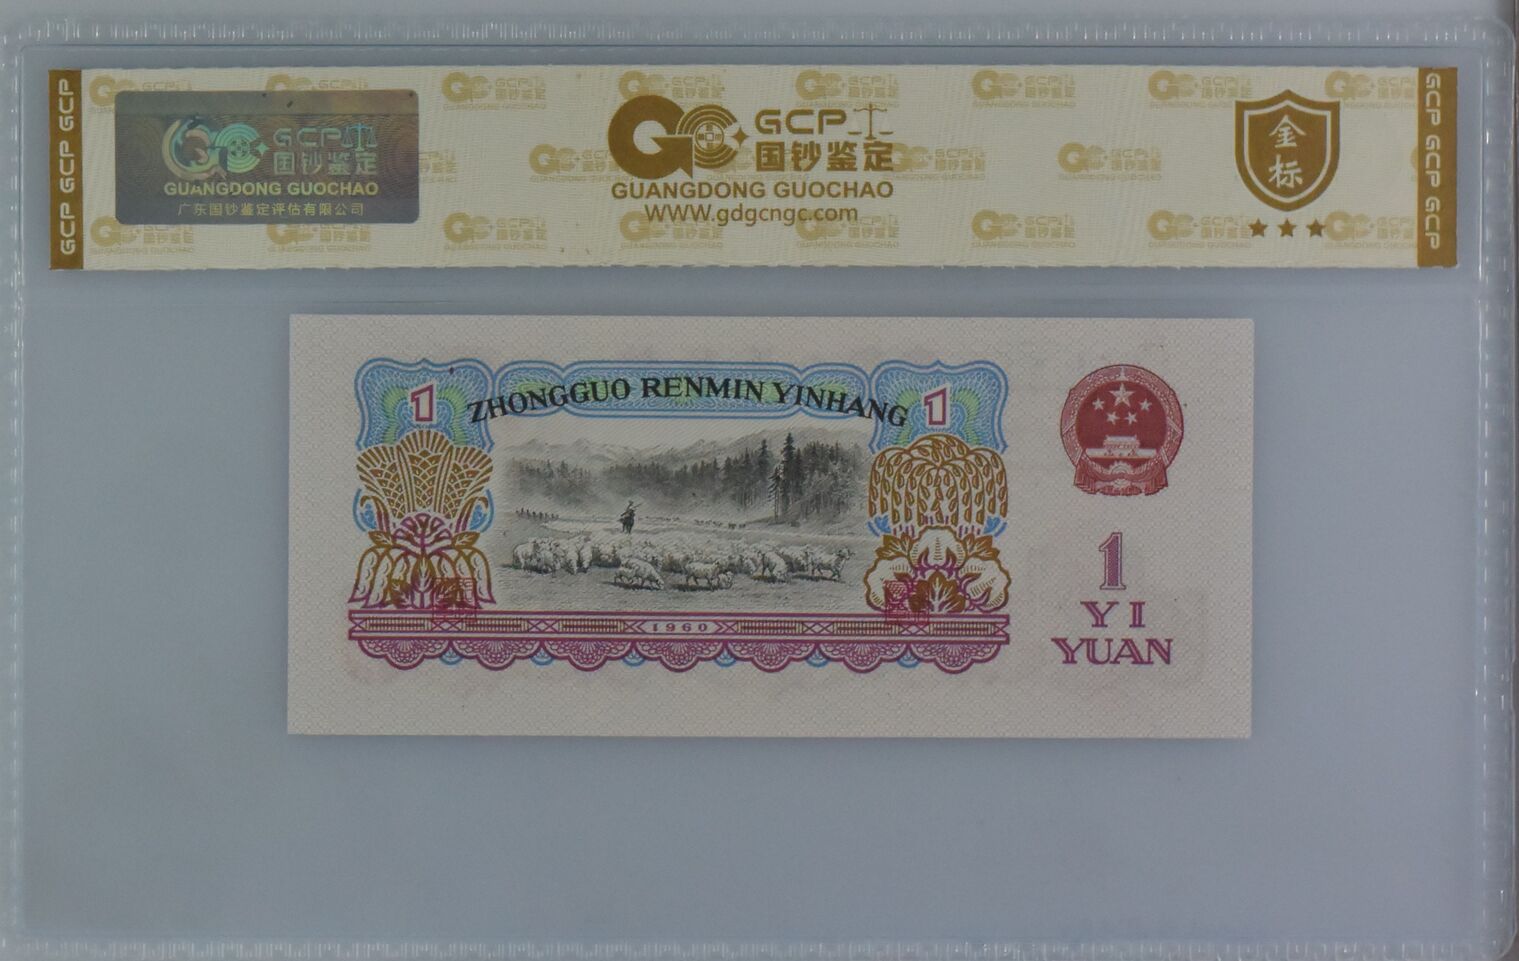 GCP GCP GCP
GCP 国钞鉴定
GUANGDONG GUOCHAO
广东国钞鉴定评估有限公司
GCP
国钞鉴定
GUANGDONG GUOCHAO
WWW.gdgcngc.com
金标
GCP GCP GCP
ZHONGGUO RENMIN YINHANG
1
1
1960
1
YI
YUAN